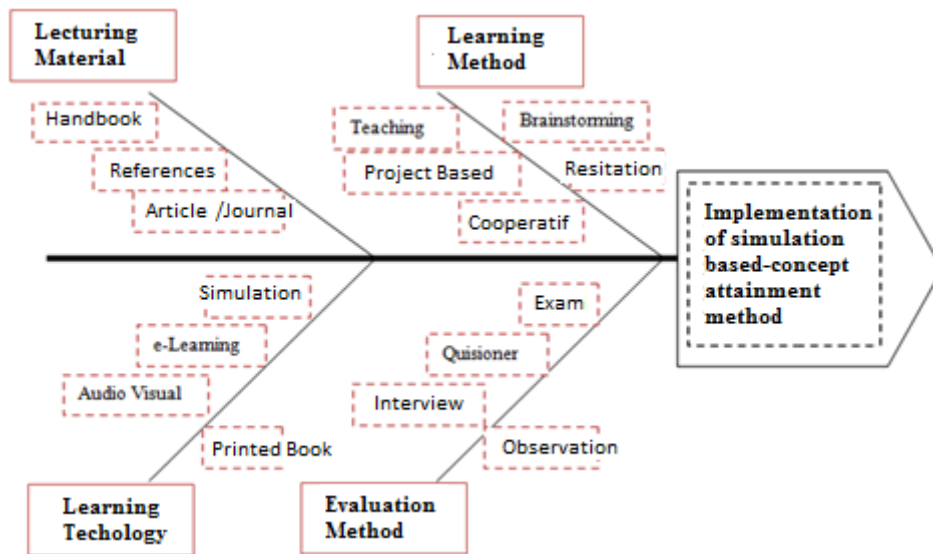 Lecturing
Material
Handbook
References
Article /Journal
Learning
Method
Teaching
Project Based
Cooperatif
Brainstorming
Resitation
Implementation
of simulation
based-concept
attainment
method
Simulation
e-Learning
Audio Visual
Printed Book
Learning
Techology
Exam
Quisioner
Interview
Observation
Evaluation
Method